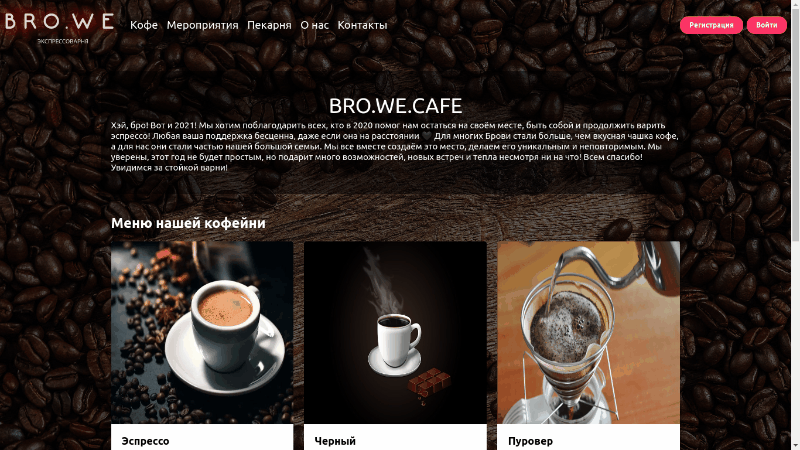 BRO.WE
ЭКСПРЕССОВАРНЯ
Кофе Мероприятия Пекарня О нас Контакты
Регистрация Войти
BRO.WE.CAFE
Хэй, бро! Вот и 2021! Мы хотим поблагодарить всех, кто в 2020 помог нам остаться на своём месте, быть собой и продолжить варить
эспрессо! Любая ваша поддержка бесценна, даже если она на расстоянии 🖤 Для многих Брови стали больше, чем вкусная чашка кофе,
а для нас они стали частью нашей большой семьи. Мы все вместе создаём это место, делаем его уникальным и неповторимым. Мы
уверены, этот год не будет простым, но подарит много возможностей, новых встреч и тепла несмотря ни на что! Всем спасибо!
Увидимся за стойкой варни!
Меню нашей кофейни
Эспрессо
Черный
Пуровер